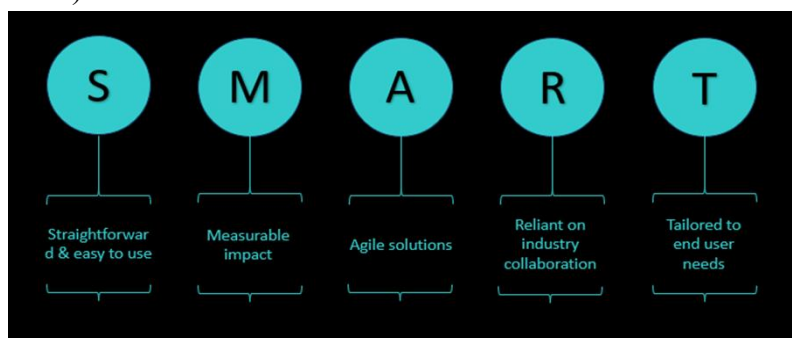 )
S M A R T
Straightforwar
d & easy to use
Measurable
impact
Agile solutions
Reliant on
industry
collaboration
Tailored to
end user
needs